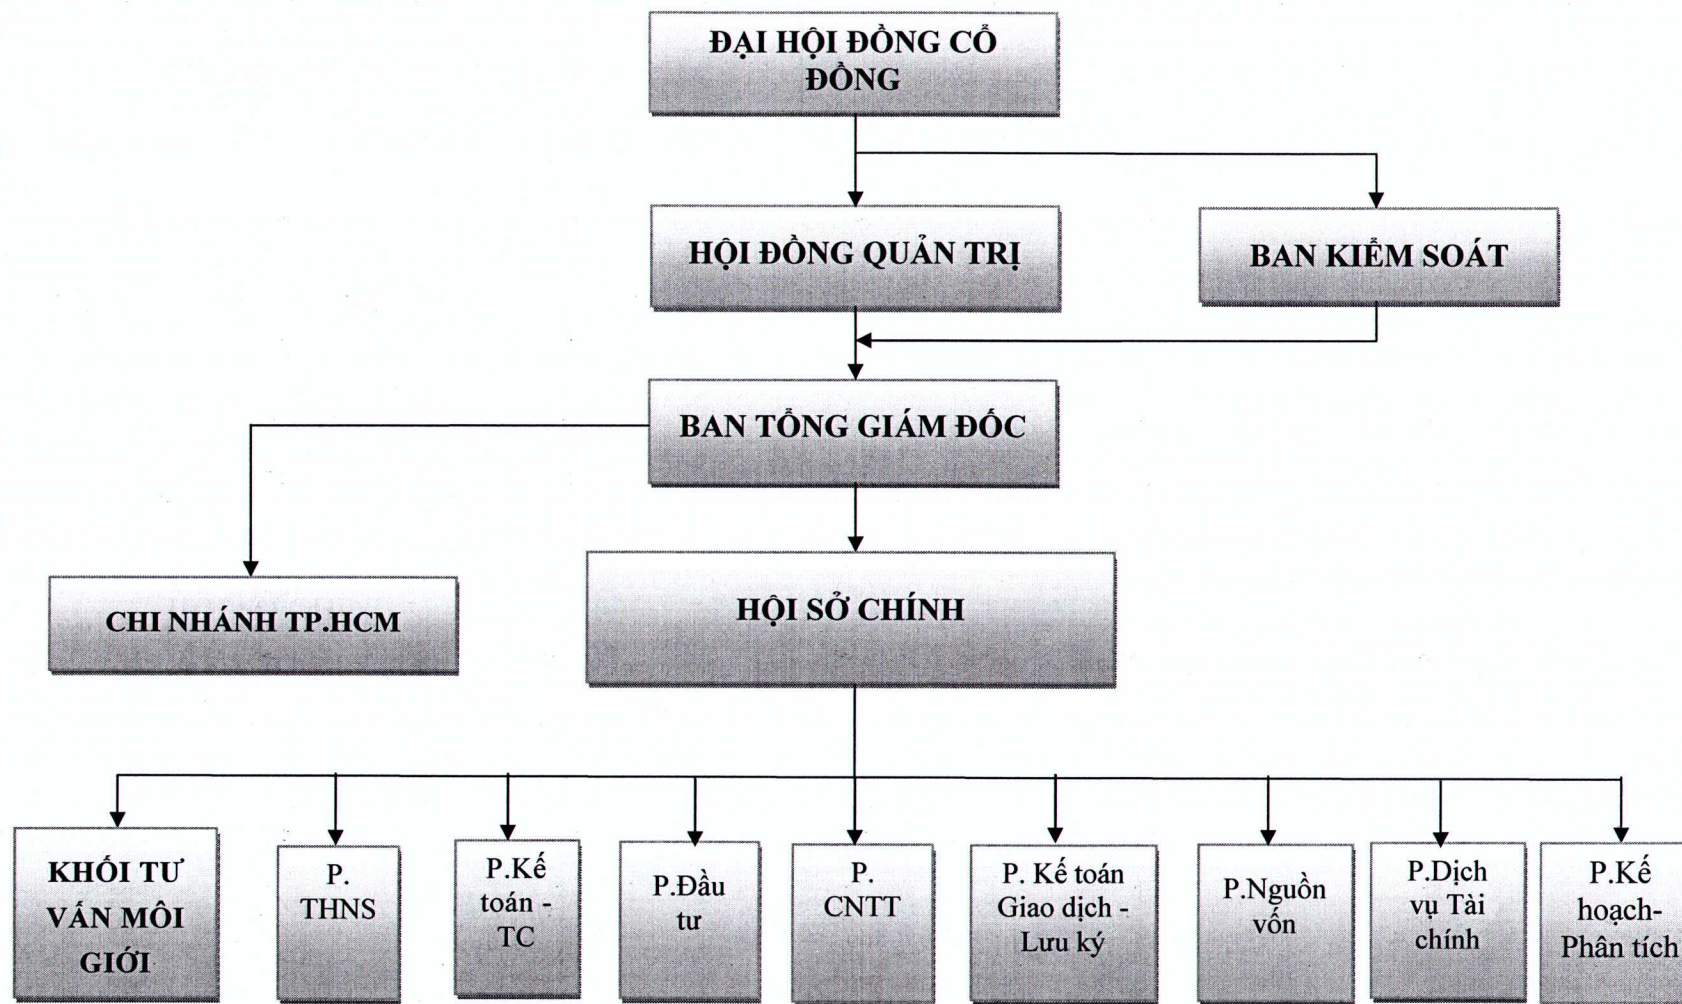 ĐẠI HỘI ĐỒNG CỔ
ĐỒNG
HỘI ĐỒNG QUẢN TRỊ
BAN KIỂM SOÁT
BAN TỔNG GIÁM ĐỐC
CHI NHÁNH TP.HCM
HỘI SỞ CHÍNH
KHỐI TƯ
VẤN MÔI
GIỚI
P.
THNS
P.Kế
toán -
TC
P.Đầu
tư
P.
CNTT
P. Kế toán
Giao dịch -
Lưu ký
P.Nguồn
vốn
P.Dịch
vụ Tài
chính
P.Kế
hoạch-
Phân tích